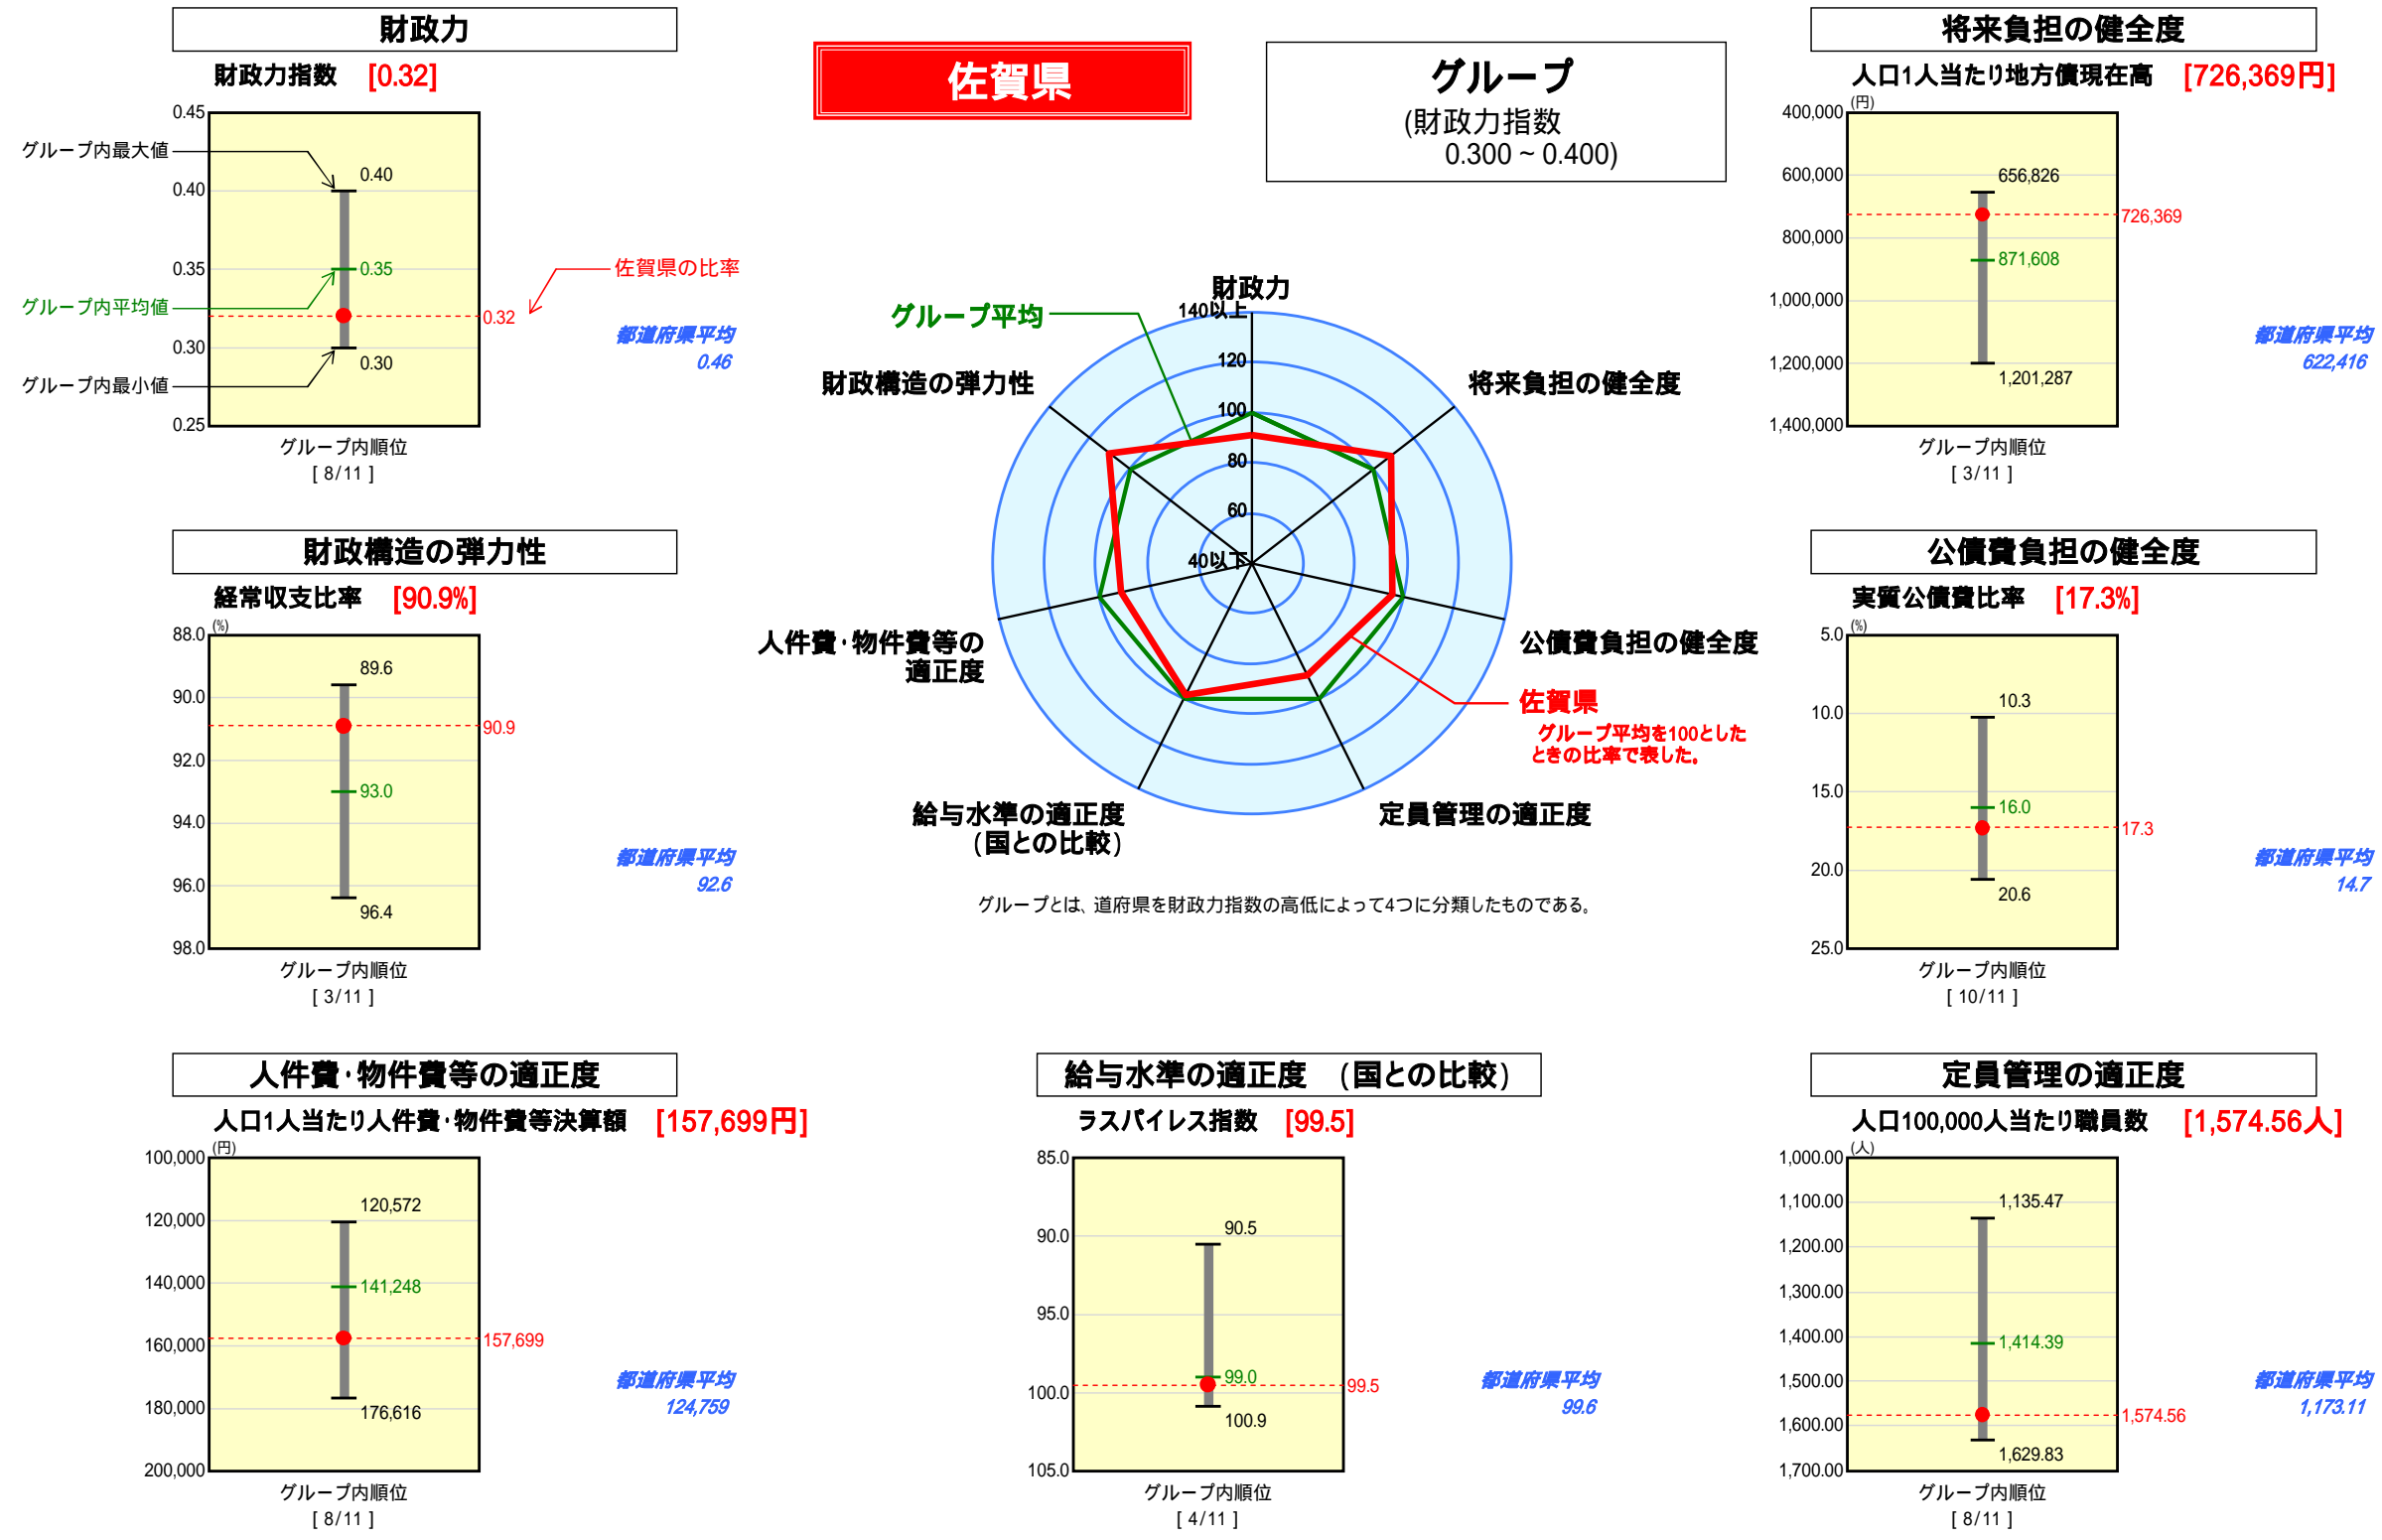 財政力
財政力指数 [0.32]
0.45
0.40
0.35
0.30
0.25
グループ内最大値
グループ内平均値
グループ内最小値
0.40
0.35
0.30
0.32
佐賀県の比率
都道府県平均
0.46
グループ内順位
[ 8/11 ]
佐賀県
グループ
(財政力指数
0.300 ~ 0.400)
将来負担の健全度
人口1人当たり地方債現在高 [726,369円]
(円)
400,000
600,000
800,000
1,000,000
1,200,000
1,400,000
656,826
726,369
871,608
1,201,287
都道府県平均
622,416
グループ内順位
[ 3/11 ]
グループ平均
財政力
140以上
120
100
80
60
40以下
財政構造の弾力性
将来負担の健全度
人件費・物件費等の
適正度
公債費負担の健全度
給与水準の適正度
(国との比較)
定員管理の適正度
佐賀県
グループ平均を100とした
ときの比率で表した。
グループとは、道府県を財政力指数の高低によって4つに分類したものである。
財政構造の弾力性
経常収支比率 [90.9%]
(%)
88.0
90.0
92.0
94.0
96.0
98.0
89.6
90.9
93.0
96.4
都道府県平均
92.6
グループ内順位
[ 3/11 ]
公債費負担の健全度
実質公債費比率 [17.3%]
(%)
5.0
10.0
15.0
20.0
25.0
10.3
16.0
17.3
20.6
都道府県平均
14.7
グループ内順位
[ 10/11 ]
人件費・物件費等の適正度
人口1人当たり人件費・物件費等決算額 [157,699円]
(円)
100,000
120,000
140,000
160,000
180,000
200,000
120,572
141,248
157,699
176,616
都道府県平均
124,759
グループ内順位
[ 8/11 ]
給与水準の適正度 (国との比較)
ラスパイレス指数 [99.5]
85.0
90.0
95.0
100.0
105.0
90.5
99.0
99.5
100.9
都道府県平均
99.6
グループ内順位
[ 4/11 ]
定員管理の適正度
人口100,000人当たり職員数 [1,574.56人]
(人)
1,000.00
1,100.00
1,200.00
1,300.00
1,400.00
1,500.00
1,600.00
1,700.00
1,135.47
1,414.39
1,574.56
1,629.83
都道府県平均
1,173.11
グループ内順位
[ 8/11 ]